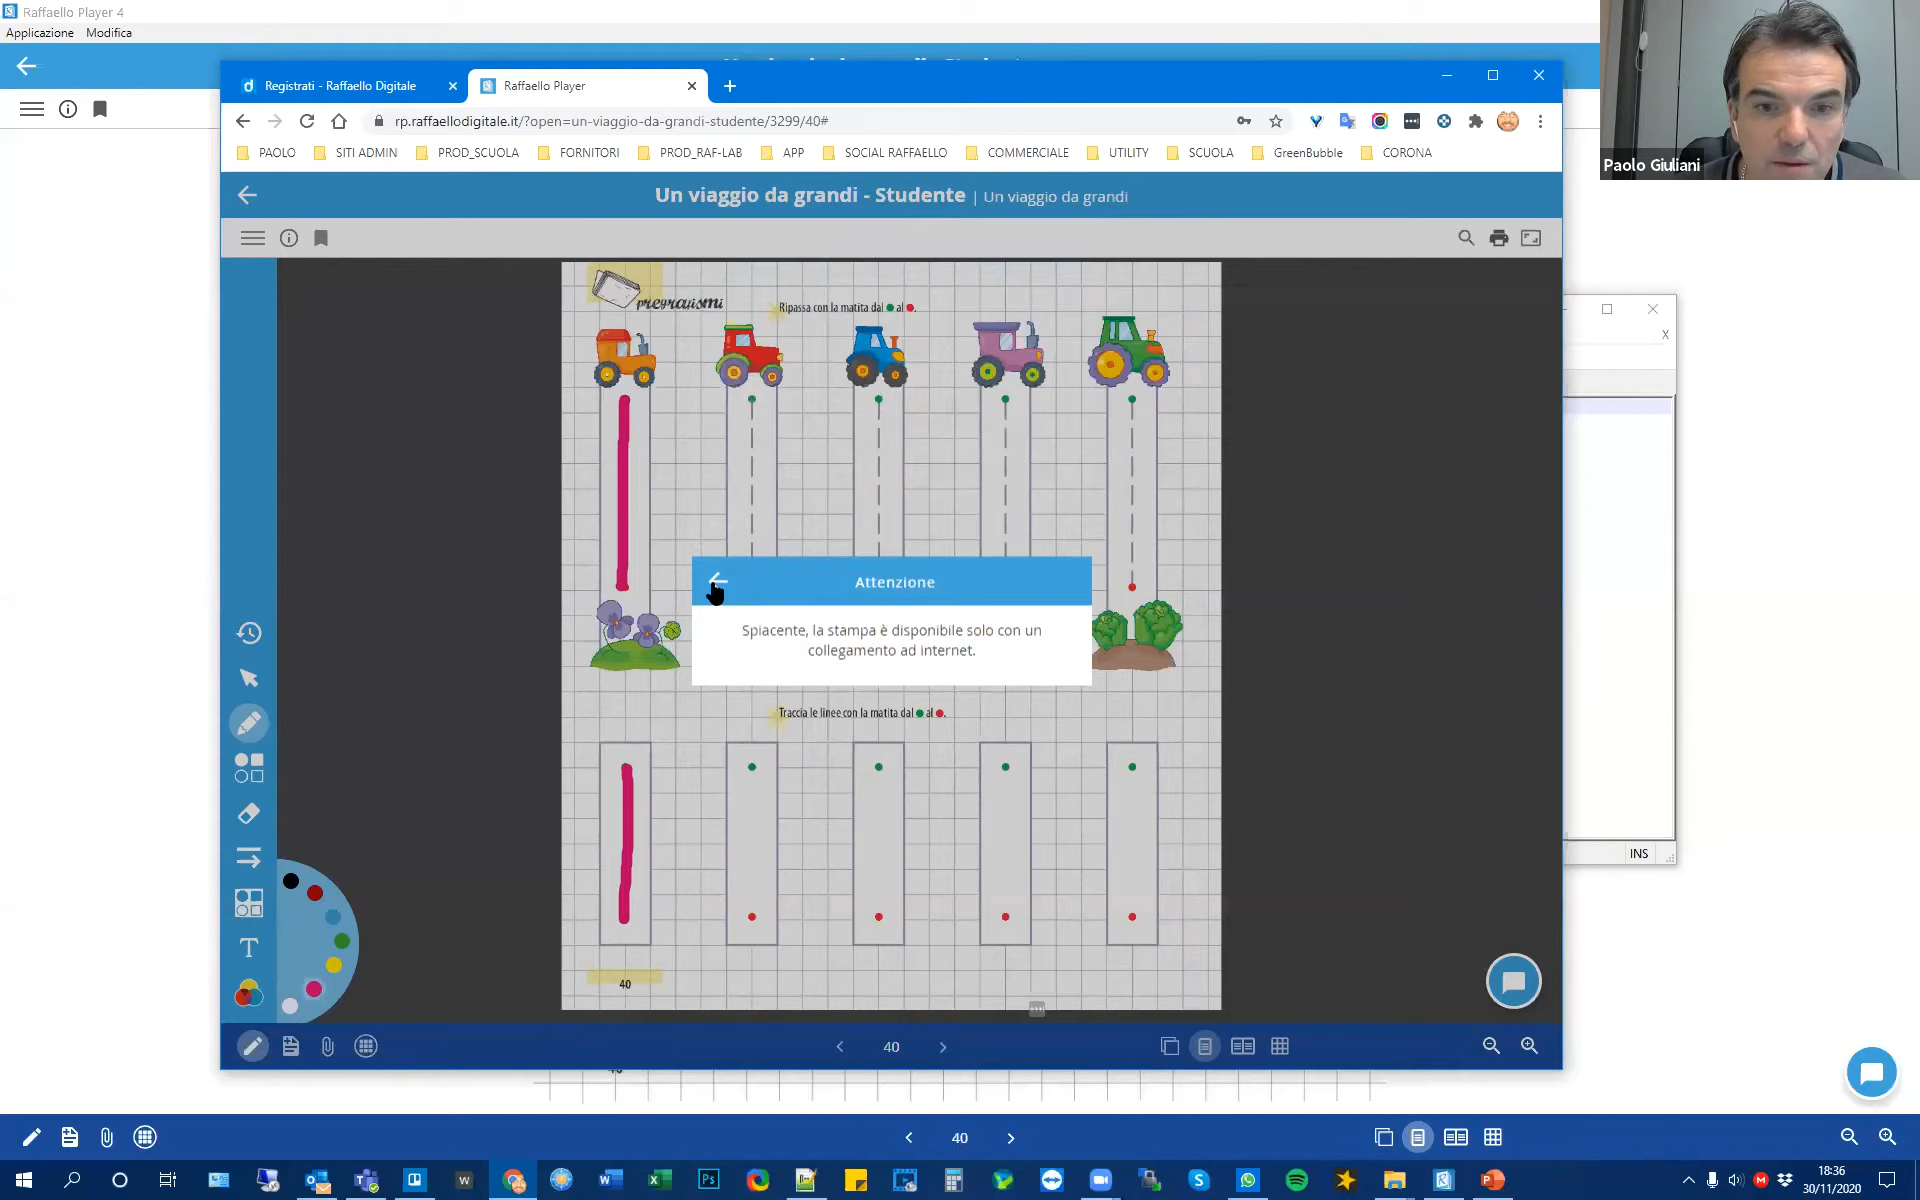 Raffaello Player 4
Applicazione Modifica
Registrati - Raffaello Digitale
Raffaello Player
rp.raffaellodigitale.it/?open=un-viaggio-da-grandi-studente/3299/40#
PAOLO SITI ADMIN PROD_SCUOLA FORNITORI PROD_RAF-LAB APP SOCIAL RAFFAELLO COMMERCIALE UTILITY SCUOLA GreenBubble CORONA
Paolo Giuliani
Un viaggio da grandi - Studente | Un viaggio da grandi
pregrafismi
Ripassa con la matita dal al .
Attenzione
Spiacente, la stampa è disponibile solo con un
collegamento ad internet.
Traccia le linee con la matita dal al .
INS
T
40
40
40
18:36
30/11/2020